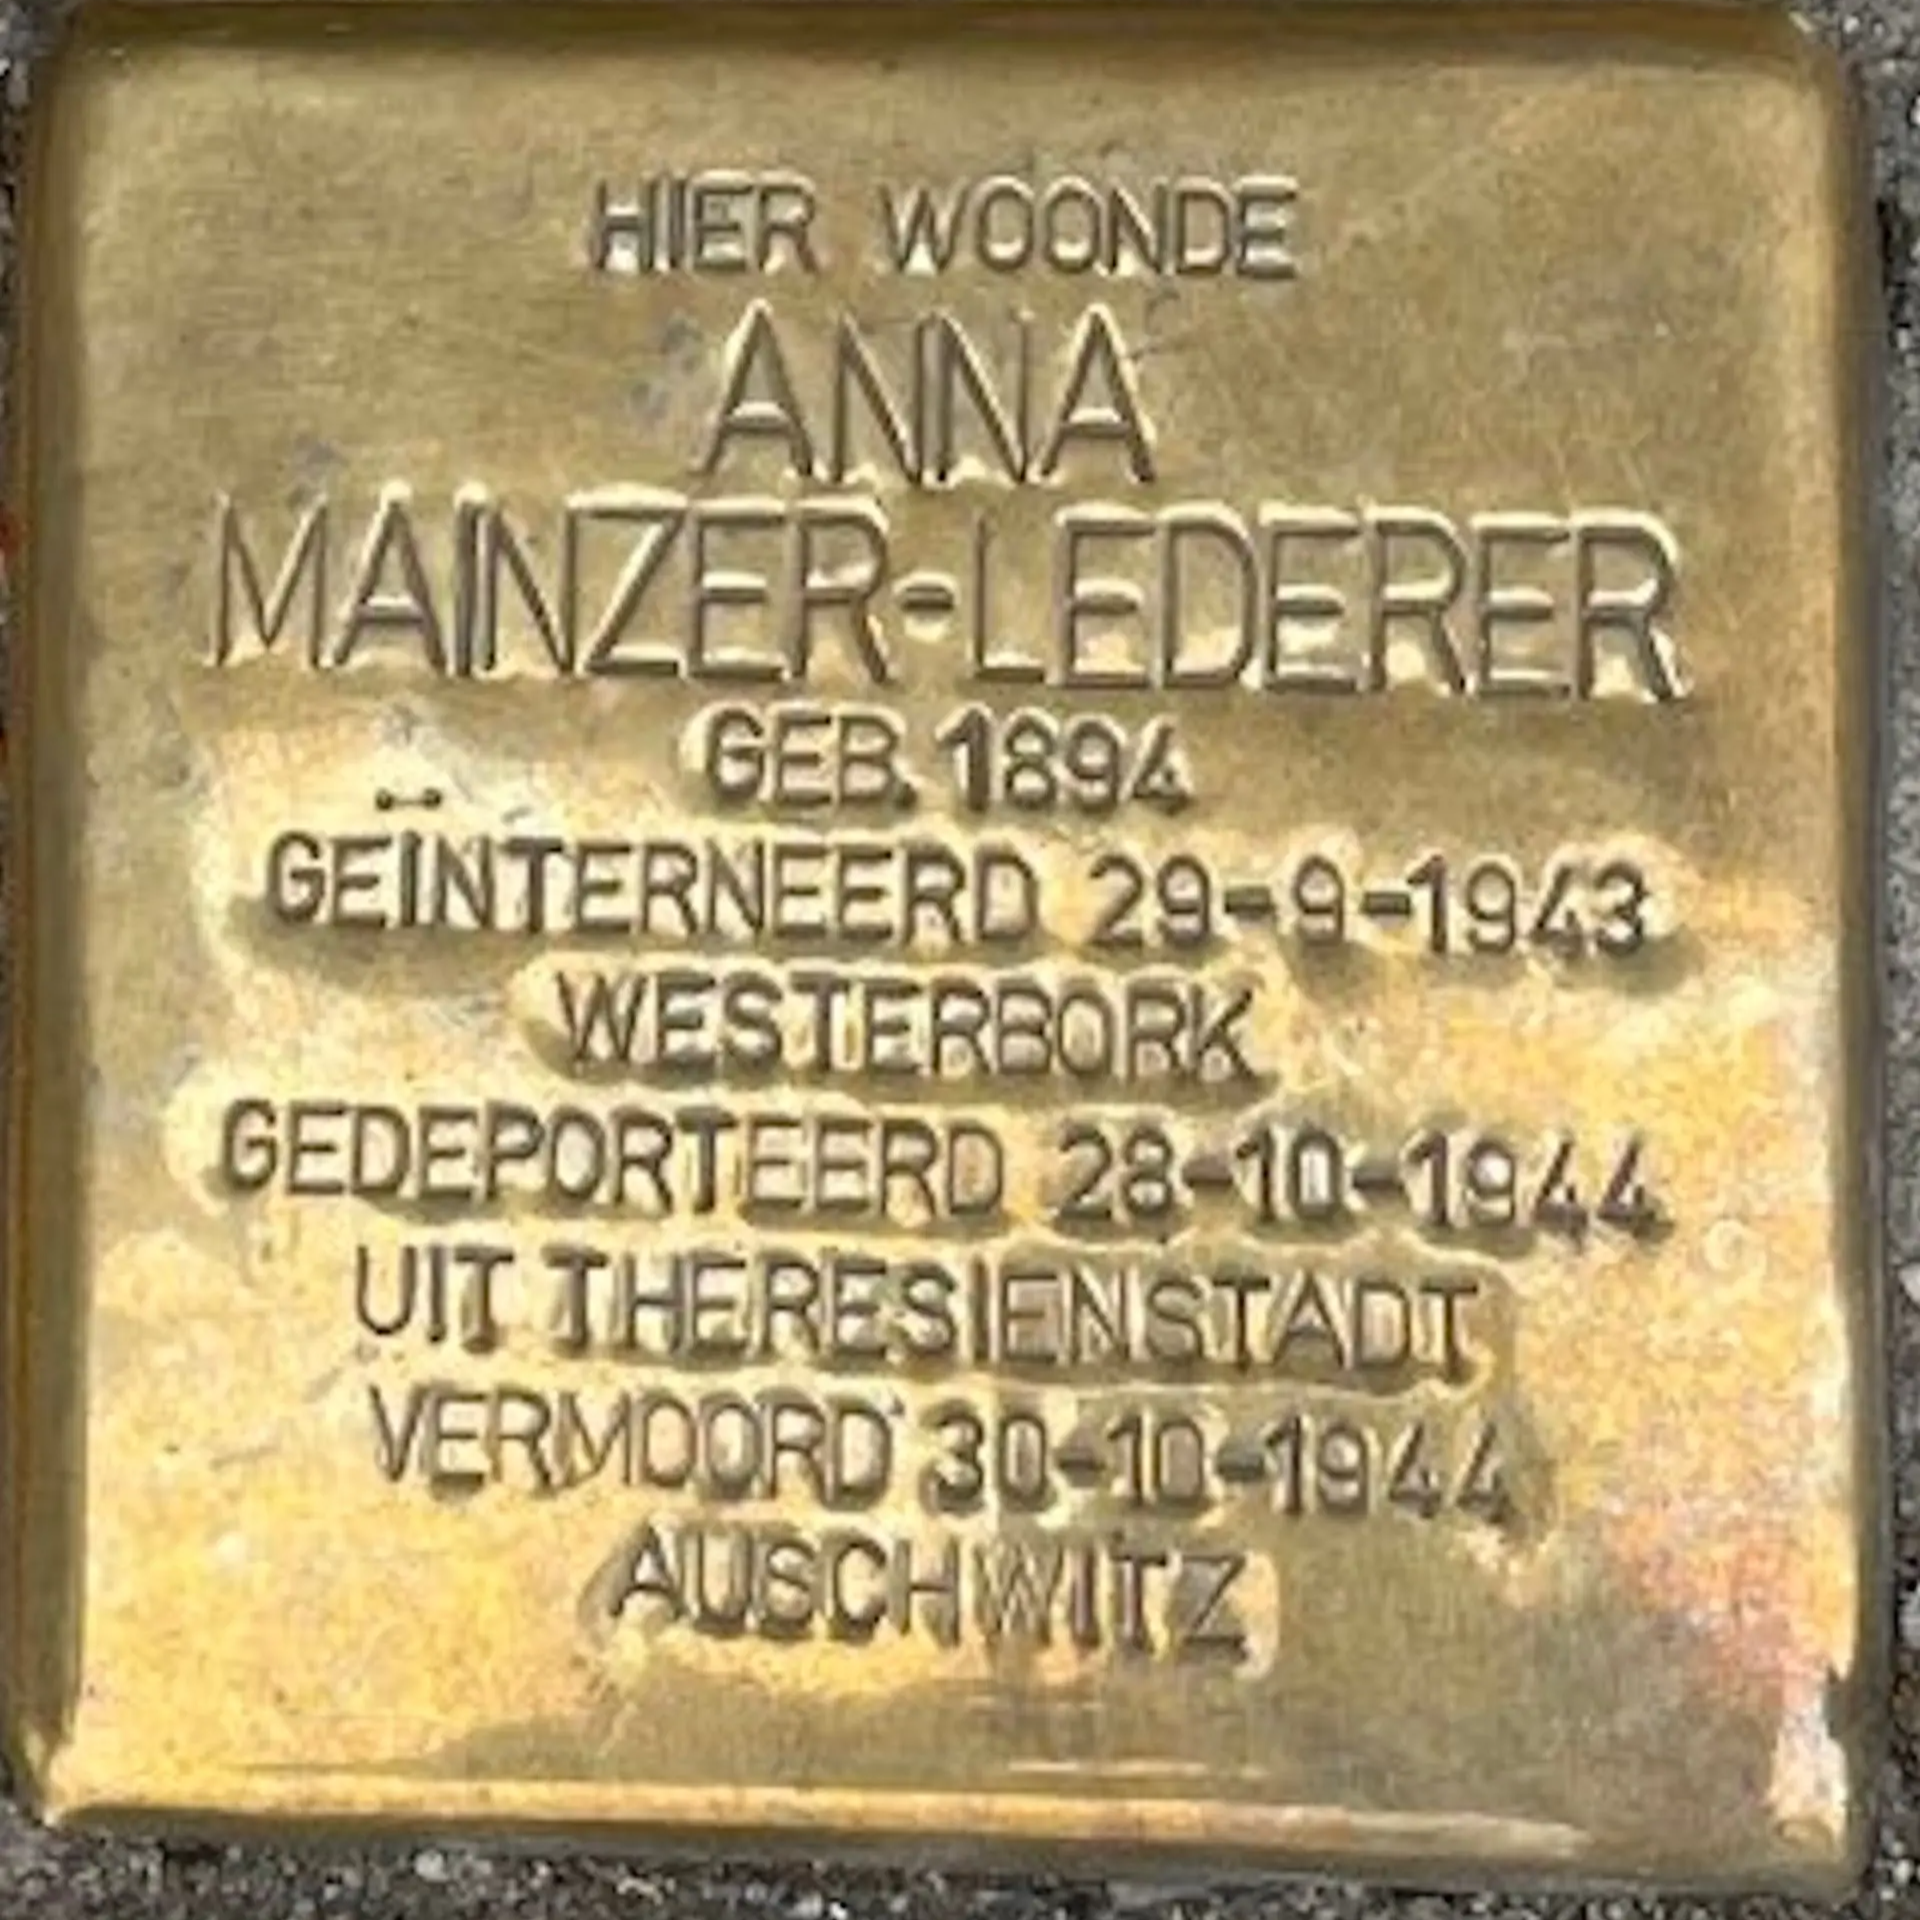 HIER WOONDE
ANNA
MAINZER-LEDERER
GEB. 1894
GEÏNTERNEERD 29-9-1943
WESTERBORK
GEDEPORTEERD 28-10-1944
UIT THERESIENSTADT
VERMOORD 30-10-1944
AUSCHWITZ